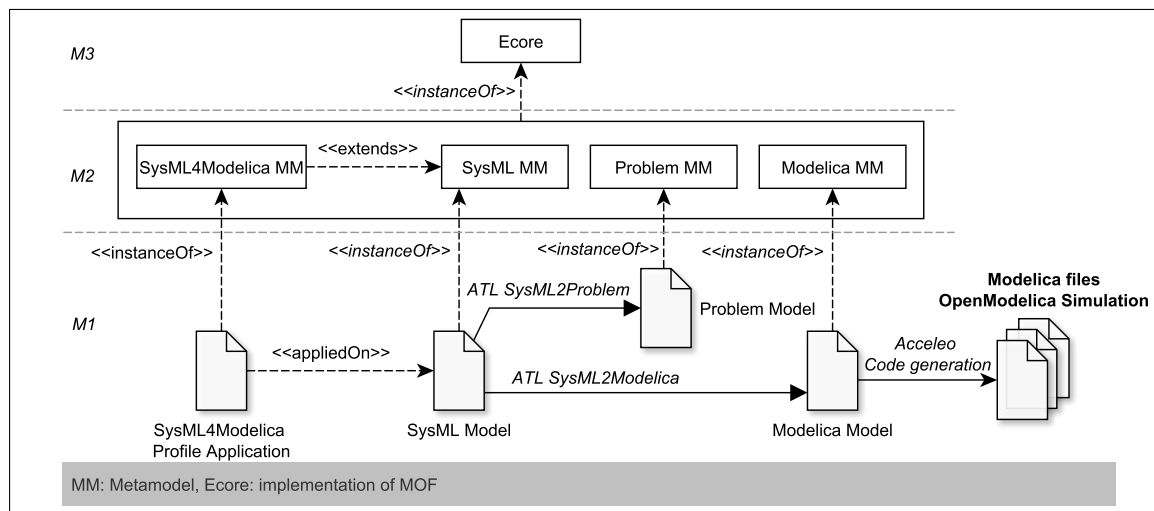 M3
Ecore
<<instanceOf>>
M2
SysML4Modelica MM
<<extends>>
SysML MM
Problem MM
Modelica MM
<<instanceOf>>
<<instanceOf>>
<<instanceOf>>
<<instanceOf>>
M1
ATL SysML2Problem
Problem Model
Modelica files
OpenModelica Simulation
<<appliedOn>>
ATL SysML2Modelica
Acceleo
Code generation
SysML4Modelica
Profile Application
SysML Model
Modelica Model
MM: Metamodel, Ecore: implementation of MOF